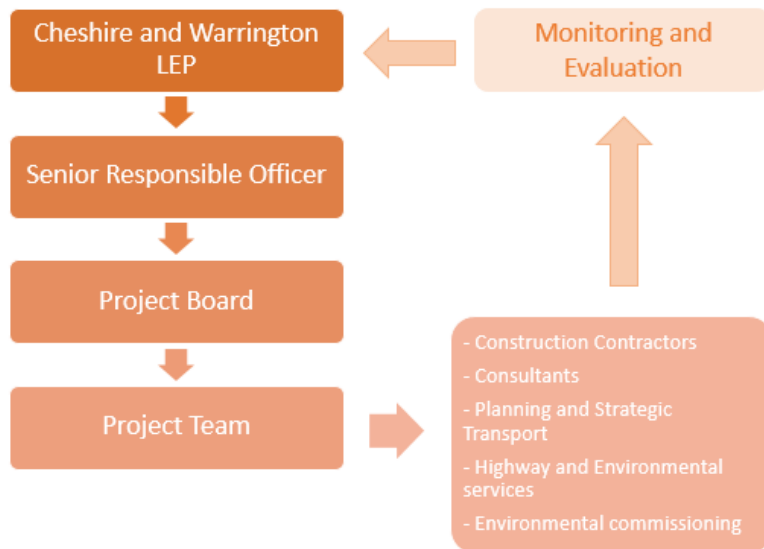 Cheshire and Warrington
LEP
Monitoring and
Evaluation
Senior Responsible Officer
Project Board
Project Team
- Construction Contractors
- Consultants
- Planning and Strategic
Transport
- Highway and Environmental
services
- Environmental commissioning